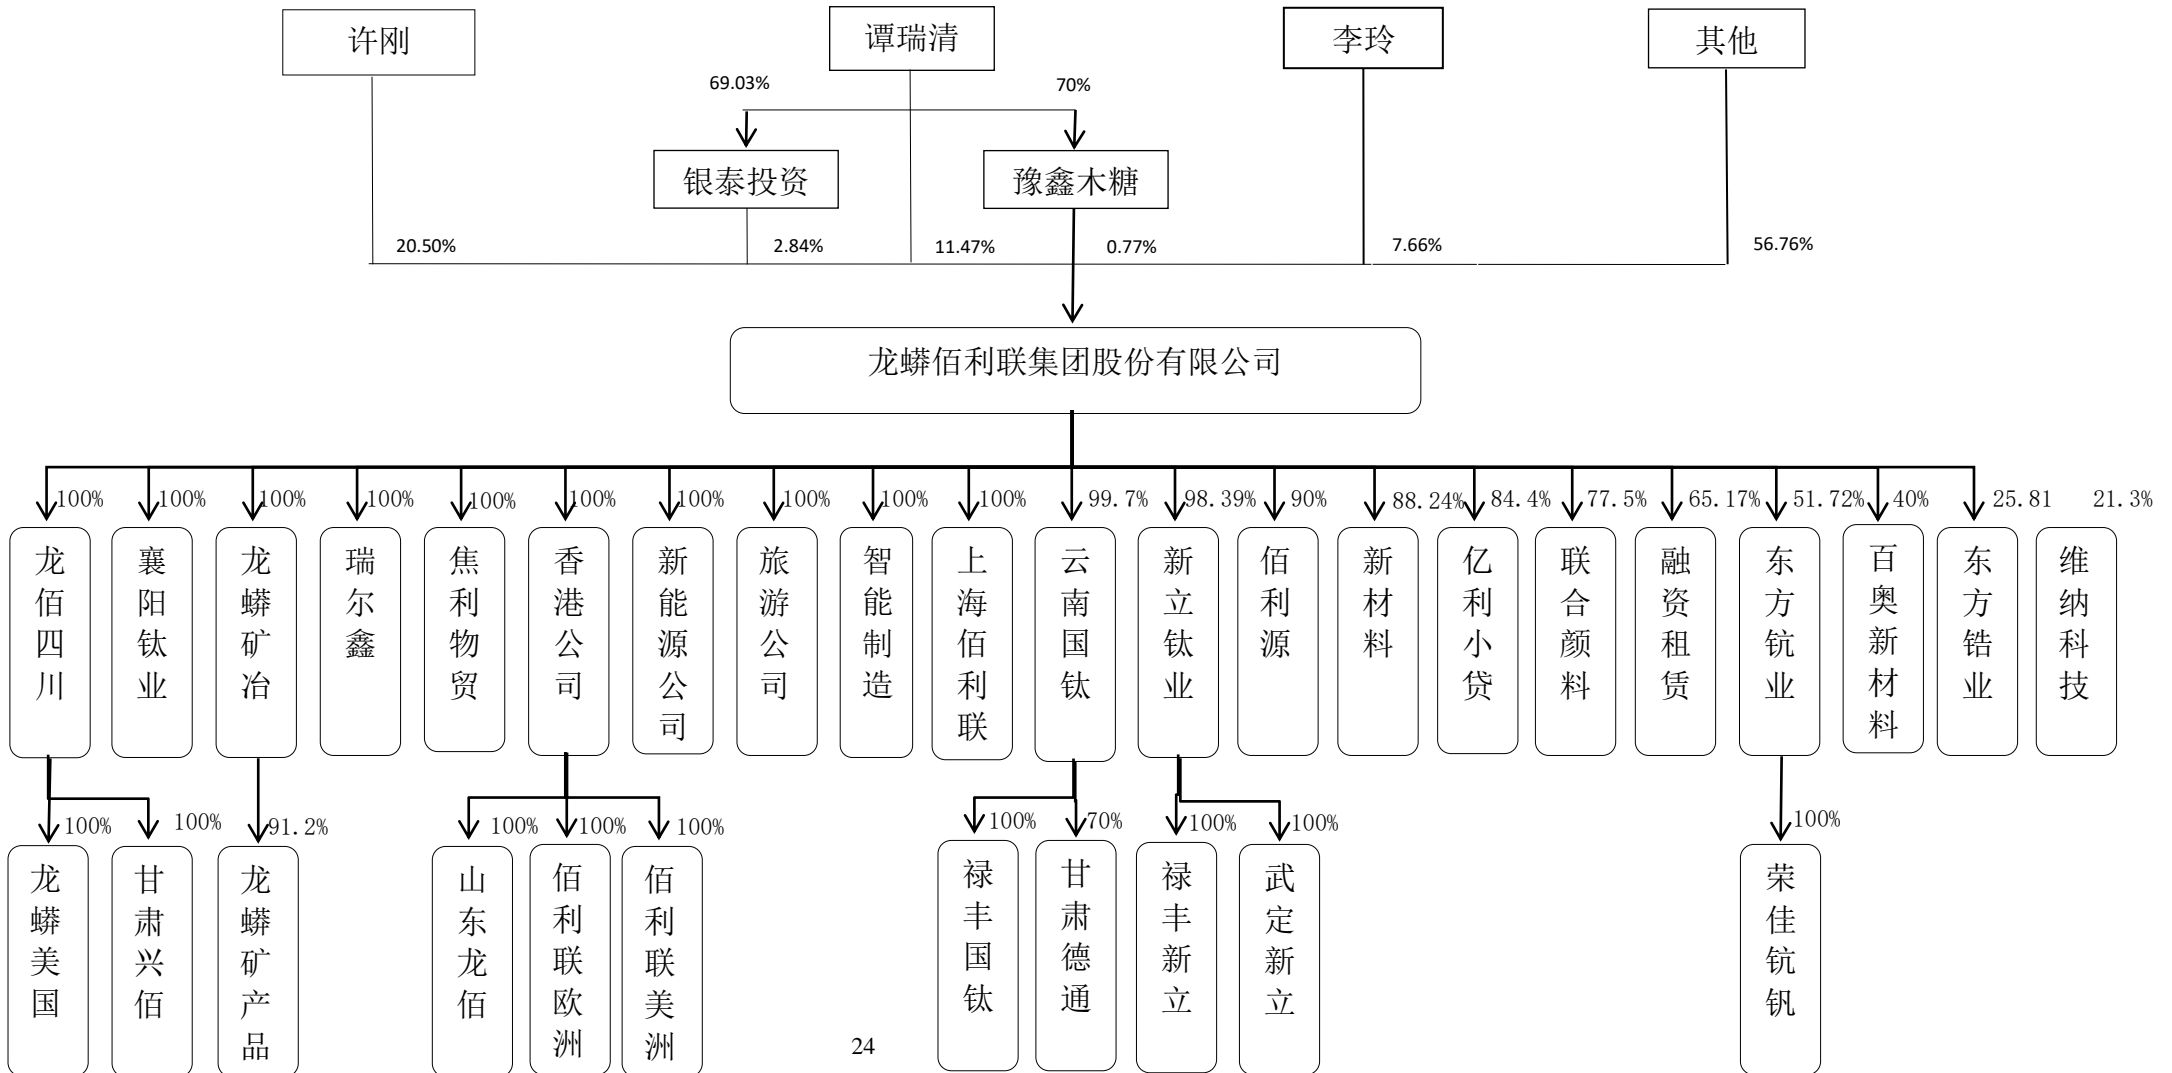 许刚
谭瑞清
李玲
其他
69.03%
70%
银泰投资
豫鑫木糖
20.50%
2.84%
11.47%
0.77%
7.66%
56.76%
龙蟒佰利联集团股份有限公司
100%
100%
100%
100%
100%
100%
100%
100%
100%
100%
99.7%
98.39%
90%
88.24%
84.4%
77.5%
65.17%
51.72%
40%
25.81
21.3%
龙佰四川
襄阳钛业
龙蟒矿冶
瑞尔鑫
焦利物贸
香港公司
新能源公司
旅游公司
智能制造
上海佰利联
云南国钛
新立钛业
佰利源
新材料
亿利小贷
联合颜料
融资租赁
东方钪业
百奥新材料
东方锆业
维纳科技
100%
100%
91.2%
100%
100%
100%
100%
70%
100%
100%
100%
龙蟒美国
甘肃兴佰
龙蟒矿产品
山东龙佰
佰利联欧洲
佰利联美洲
禄丰国钛
甘肃德通
禄丰新立
武定新立
荣佳钪钒
24